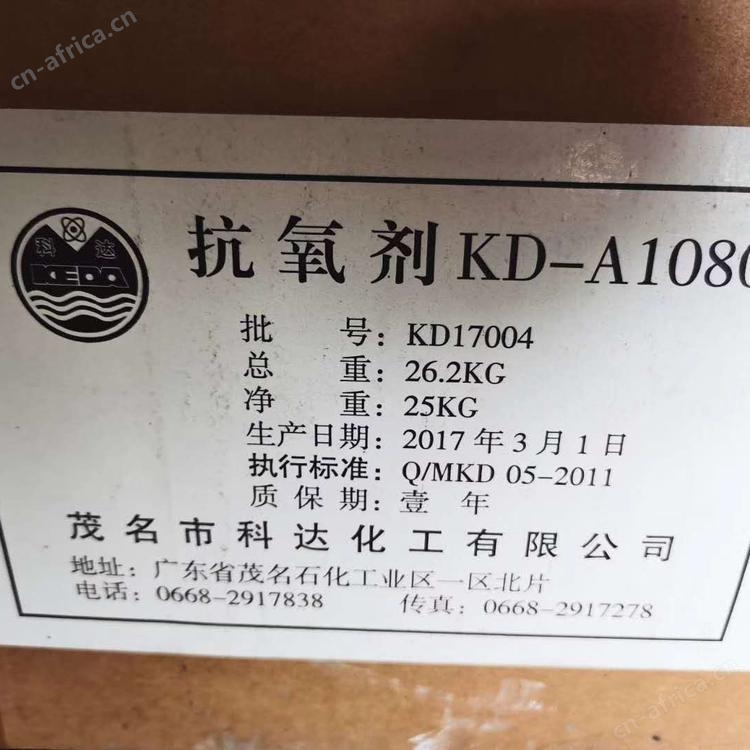 cn-africa.cn
科达
KEDA
抗氧剂 KD-A1080
批号：KD17004
总重：26.2KG
净重：25KG
生产日期：2017年3月1日
执行标准：Q/MKD 05-2011
质保期：壹年
茂名市科达化工有限公司
地址：广东省茂名石化工业区一区北片
电话：0668-2917838 传真：0668-2917278
cn-africa.cn